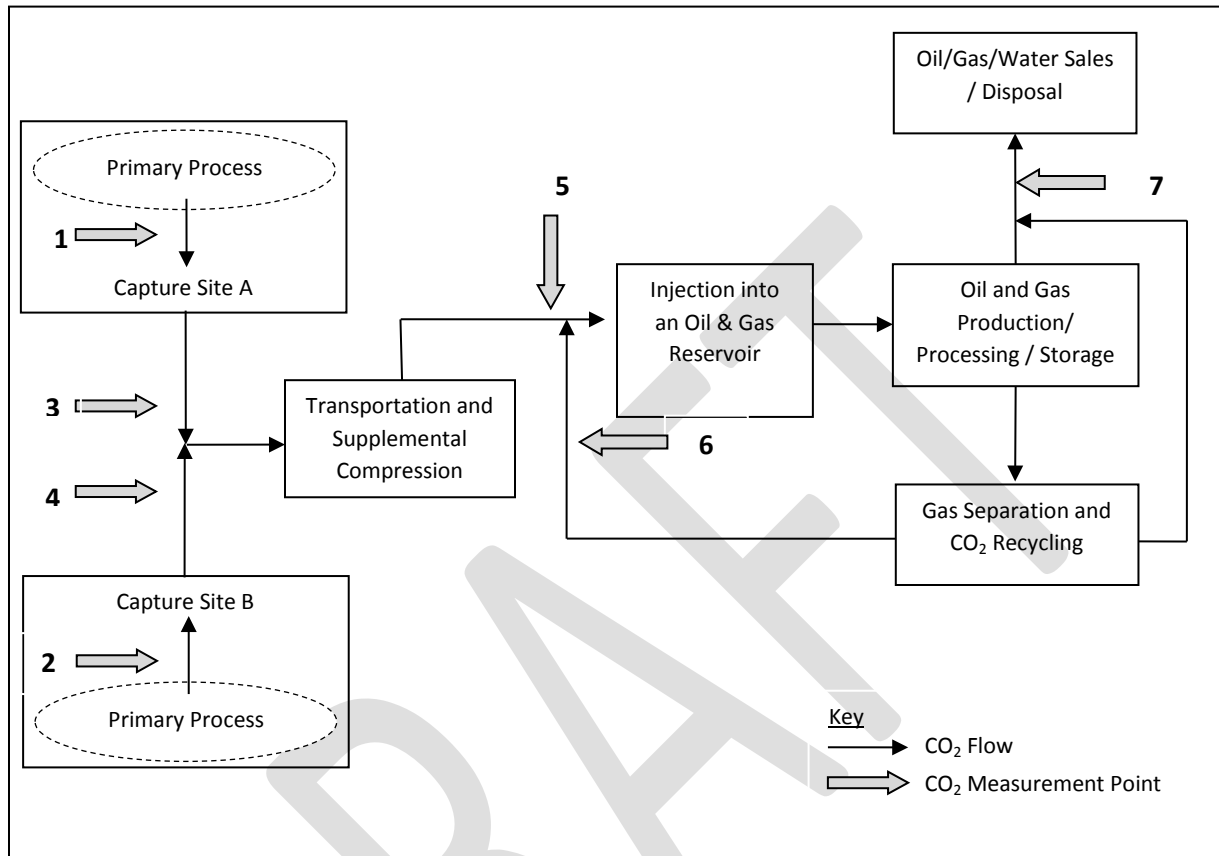 Oil/Gas/Water Sales
/ Disposal
Primary Process
1
Capture Site A
5
7
Injection into
an Oil & Gas
Reservoir
Oil and Gas
Production/
Processing / Storage
3
Transportation and
Supplemental
Compression
6
4
Gas Separation and
CO₂ Recycling
Capture Site B
2
Primary Process
Key
CO₂ Flow
CO₂ Measurement Point
DRAFT